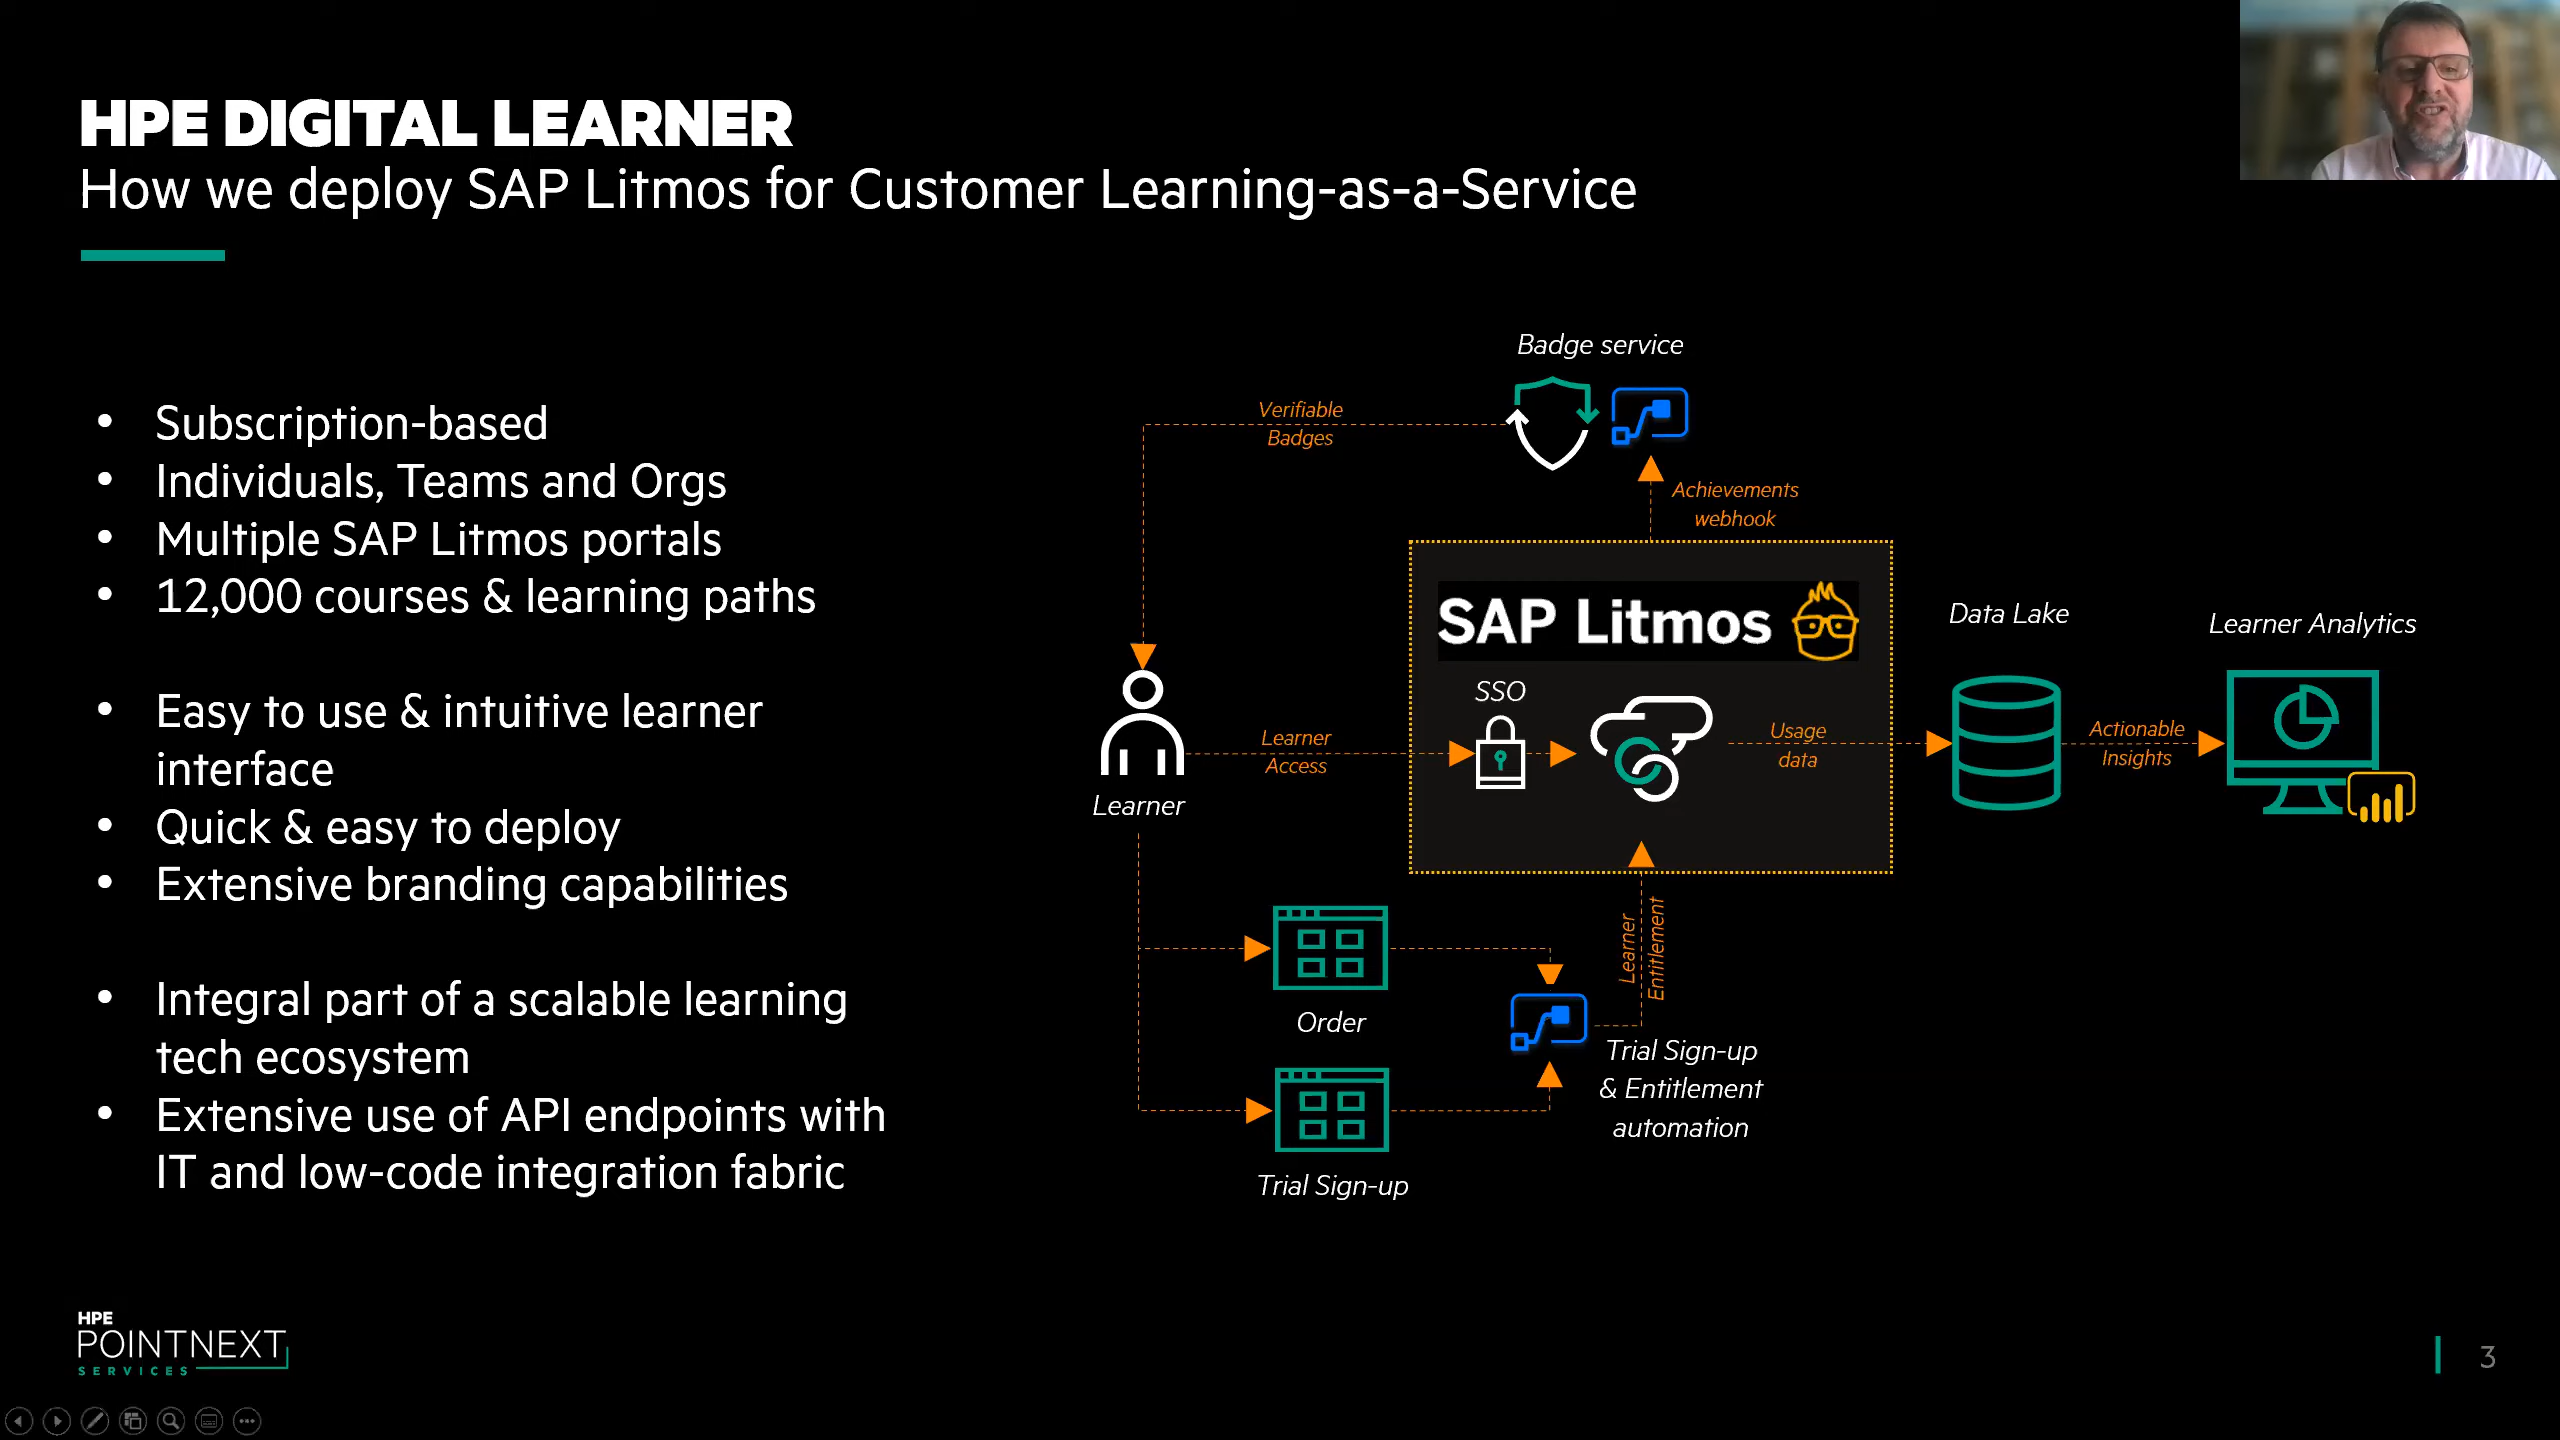 HPE DIGITAL LEARNER
How we deploy SAP Litmos for Customer Learning-as-a-Service
• Subscription-based
• Individuals, Teams and Orgs
• Multiple SAP Litmos portals
• 12,000 courses & learning paths
• Easy to use & intuitive learner
interface
• Quick & easy to deploy
• Extensive branding capabilities
• Integral part of a scalable learning
tech ecosystem
• Extensive use of API endpoints with
IT and low-code integration fabric
Badge service
Verifiable
Badges
Achievements
webhook
SAP Litmos
SSO
Learner
Access
Learner
Usage
data
Data Lake
Actionable
Insights
Learner Analytics
Learner
Entitlement
Order
Trial Sign-up
& Entitlement
automation
Trial Sign-up
HPE
POINTNEXT
SERVICES
3